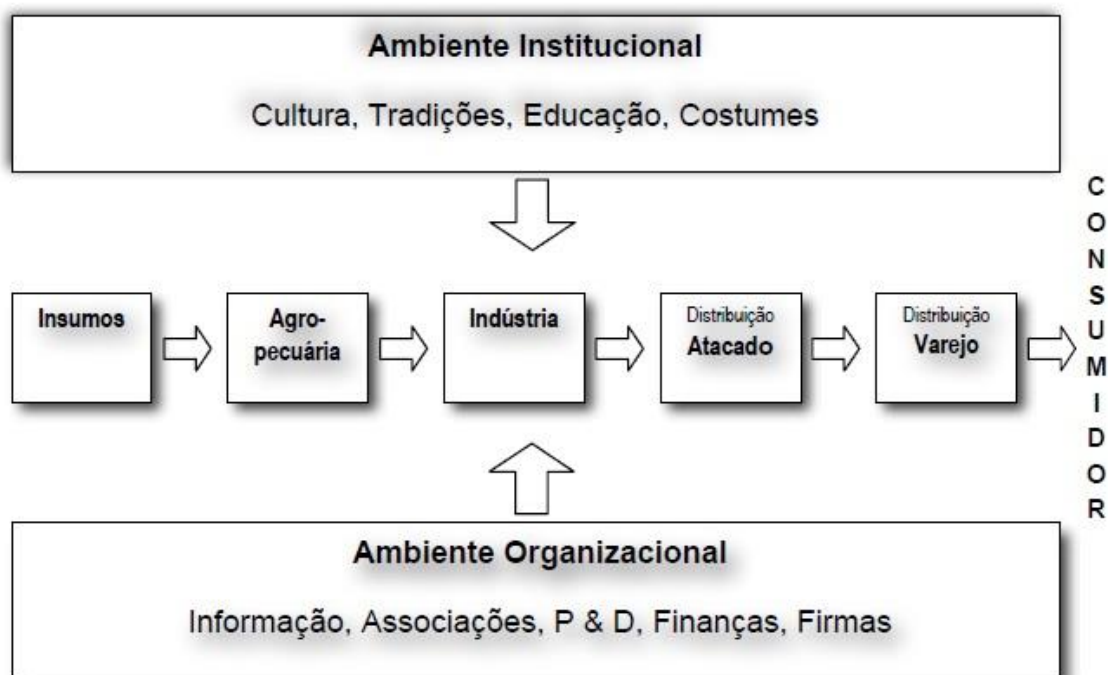 Ambiente Institucional
Cultura, Tradições, Educação, Costumes
Insumos
Agro-
pecuária
Indústria
Distribuição
Atacado
Distribuição
Varejo
CONSUMIDOR
Ambiente Organizacional
Informação, Associações, P & D, Finanças, Firmas